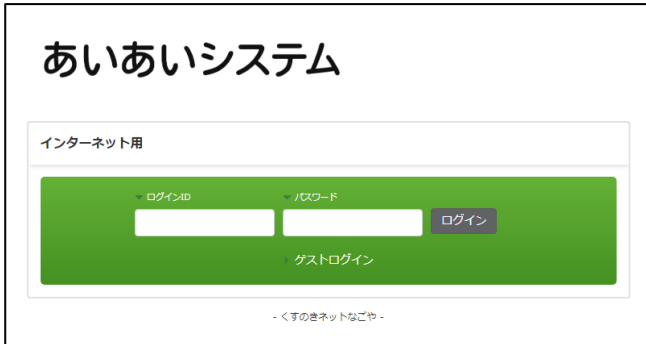 あいあいシステム
インターネット用
ログインID
パスワード
ログイン
ゲストログイン
- くすのきネットなごや -